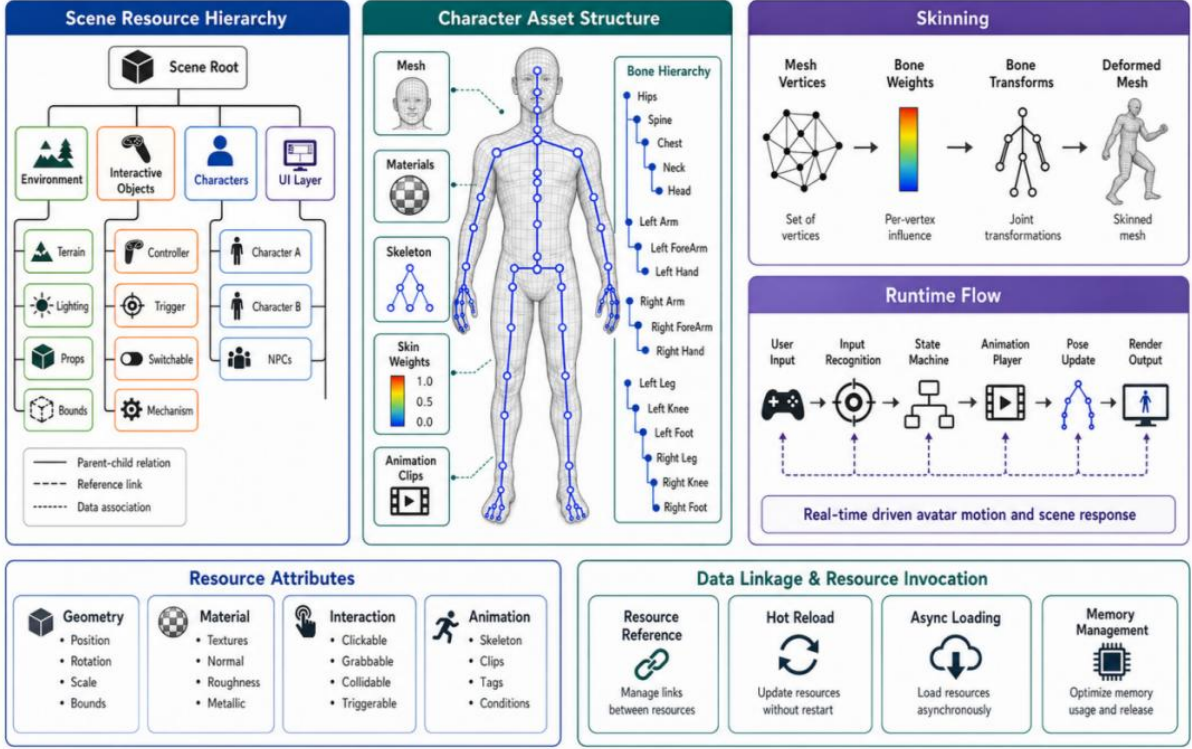 Scene Resource Hierarchy
Scene Root
Environment
Interactive
Objects
Characters
UI Layer
Terrain
Controller
Character A
Lighting
Trigger
Character B
Props
Switchable
NPCs
Bounds
Mechanism
Parent-child relation
Reference link
Data association
Character Asset Structure
Mesh
Materials
Skeleton
Skin
Weights
1.0
0.5
0.0
Animation
Clips
Bone Hierarchy
Hips
Spine
Chest
Neck
Head
Left Arm
Left ForeArm
Left Hand
Right Arm
Right ForeArm
Right Hand
Left Leg
Left Knee
Left Foot
Right Leg
Right Knee
Right Foot
Skinning
Mesh
Vertices
Bone
Weights
Bone
Transforms
Deformed
Mesh
Set of
vertices
Per-vertex
influence
Joint
transformations
Skinned
mesh
Runtime Flow
User
Input
Input
Recognition
State
Machine
Animation
Player
Pose
Update
Render
Output
Real-time driven avatar motion and scene response
Resource Attributes
Geometry
• Position
• Rotation
• Scale
• Bounds
Material
• Textures
• Normal
• Roughness
• Metallic
Interaction
• Clickable
• Grabbable
• Collidable
• Triggerable
Animation
• Skeleton
• Clips
• Tags
• Conditions
Data Linkage & Resource Invocation
Resource
Reference
Manage links
between resources
Hot Reload
Update resources
without restart
Async Loading
Load resources
asynchronously
Memory
Management
Optimize memory
usage and release